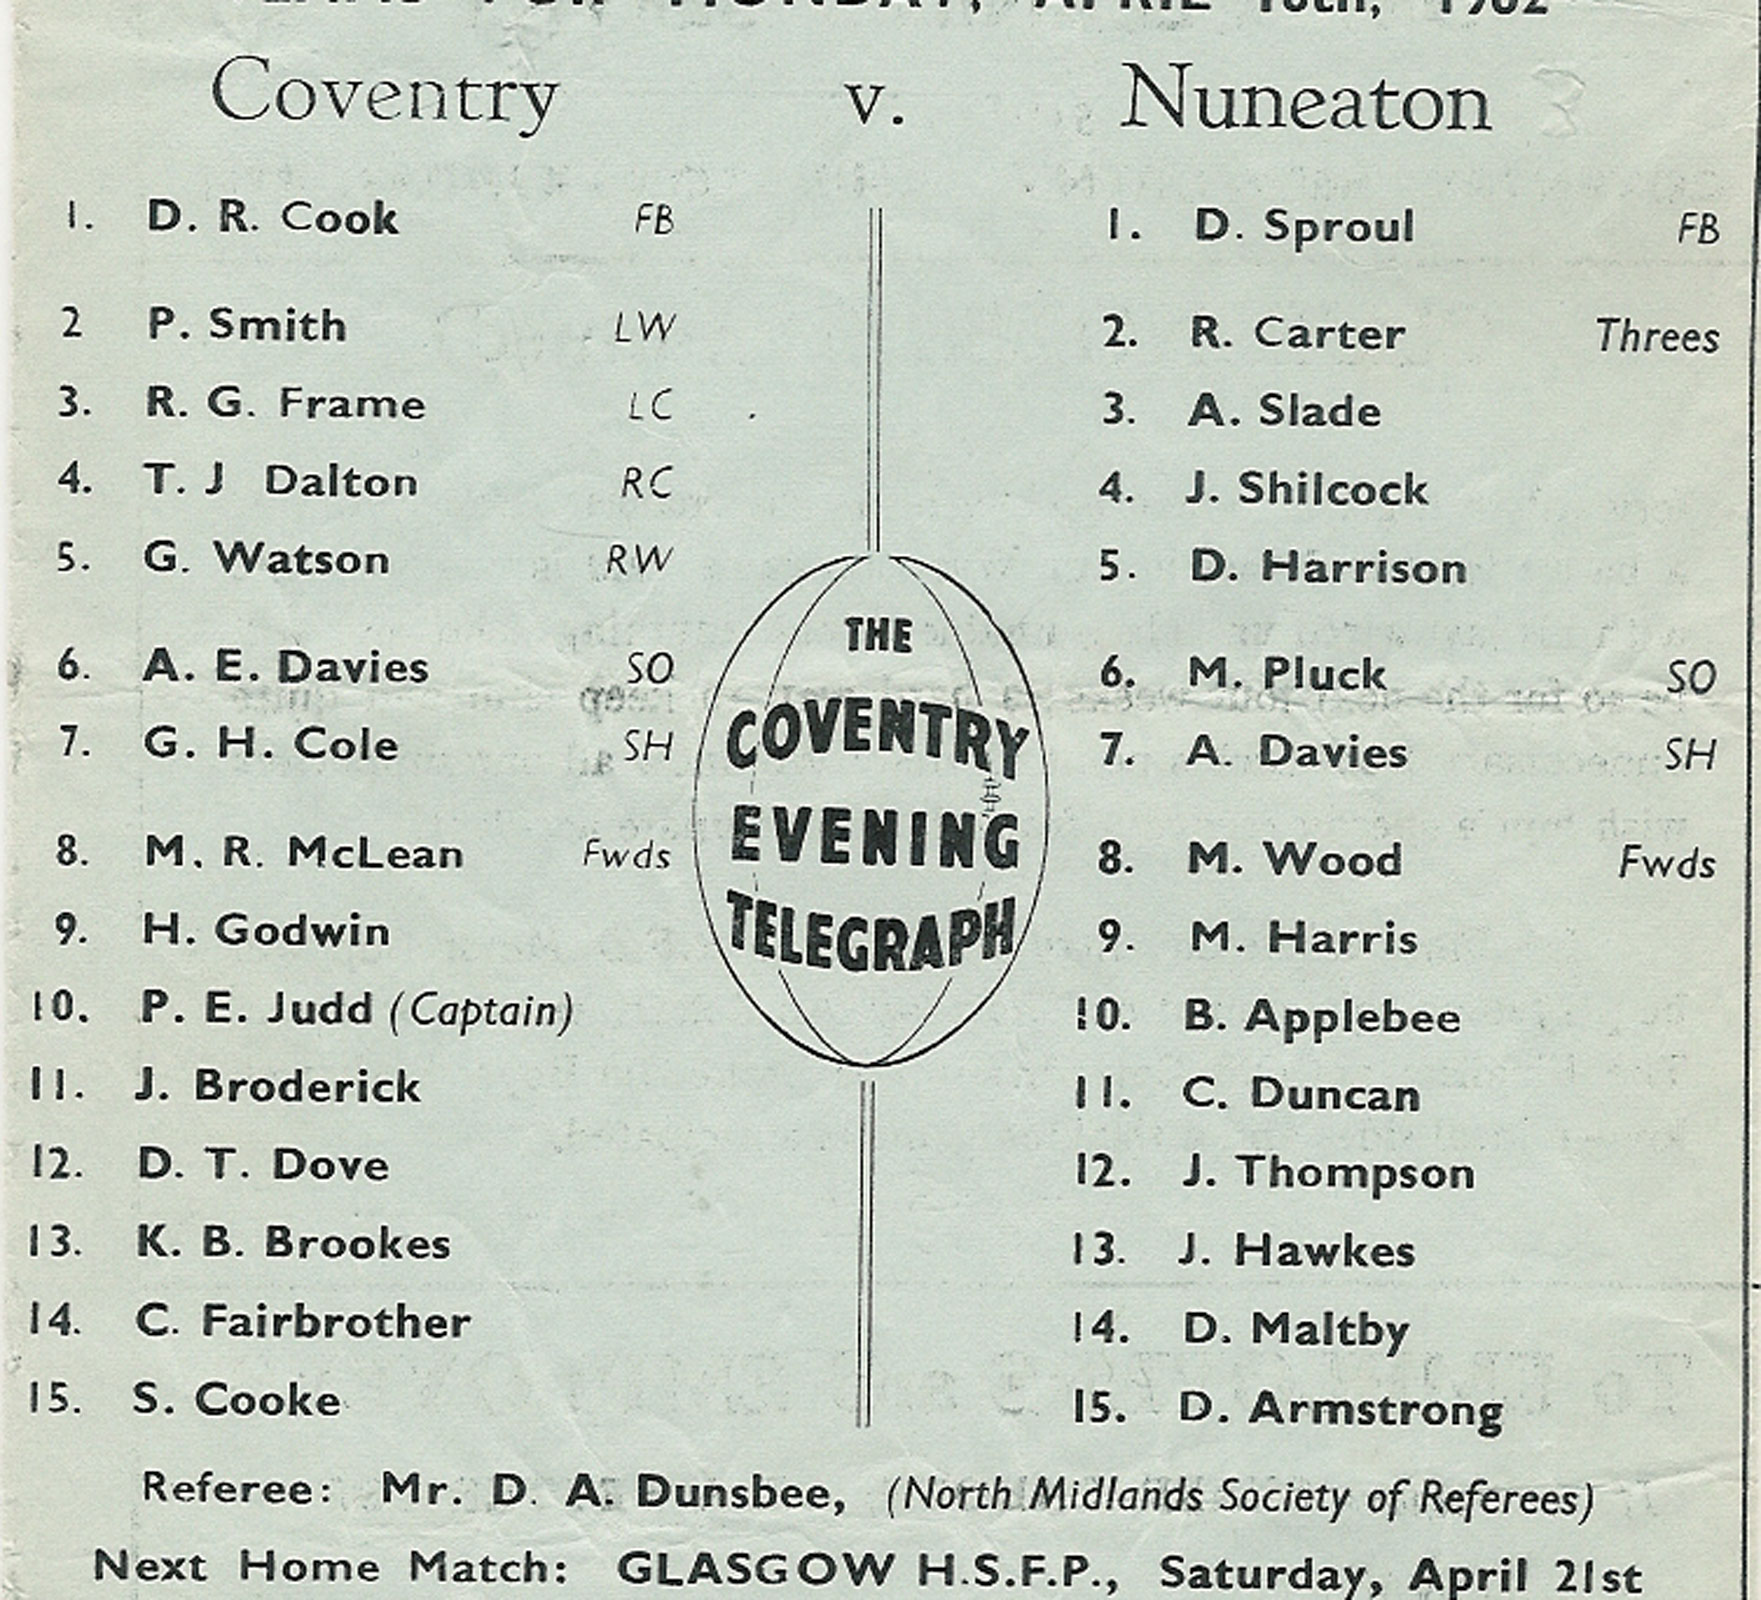 FOR MONDAY, APRIL 16th, 1962
Coventry v. Nuneaton
1. D. R. Cook FB
2 P. Smith LW
3. R. G. Frame LC
4. T. J Dalton RC
5. G. Watson RW
6. A. E. Davies SO
7. G. H. Cole SH
8. M. R. McLean Fwds
9. H. Godwin
10. P. E. Judd (Captain)
11. J. Broderick
12. D. T. Dove
13. K. B. Brookes
14. C. Fairbrother
15. S. Cooke
THE
COVENTRY
EVENING
TELEGRAPH
1. D. Sproul FB
2. R. Carter Threes
3. A. Slade
4. J. Shilcock
5. D. Harrison
6. M. Pluck SO
7. A. Davies SH
8. M. Wood Fwds
9. M. Harris
10. B. Applebee
11. C. Duncan
12. J. Thompson
13. J. Hawkes
14. D. Maltby
15. D. Armstrong
Referee: Mr. D. A. Dunsbee, (North Midlands Society of Referees)
Next Home Match: GLASGOW H.S.F.P., Saturday, April 21st